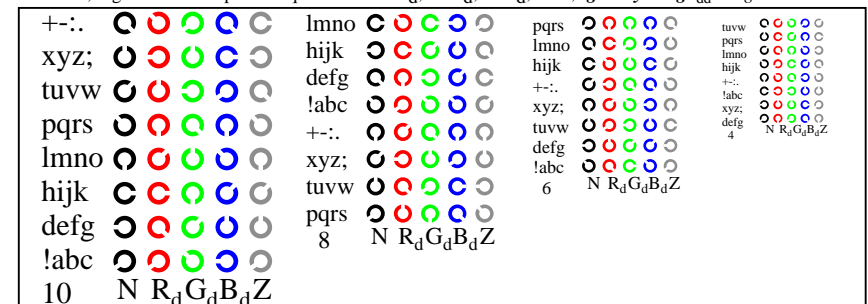 +-:.
xyz;
tuvw
pqrs
lmno
hijk
defg
!abc
10 N RdGdBdZ
lmno
hijk
defg
!abc
+-:.
xyz;
tuvw
pqrs
8 N RdGdBdZ
pqrs
lmno
hijk
+-:.
xyz;
tuvw
defg
!abc
6 N RdGdBdZ
tuvw
pqrs
lmno
hijk
+-:.
!abc
xyz;
defg
4 N RdGdBdZ